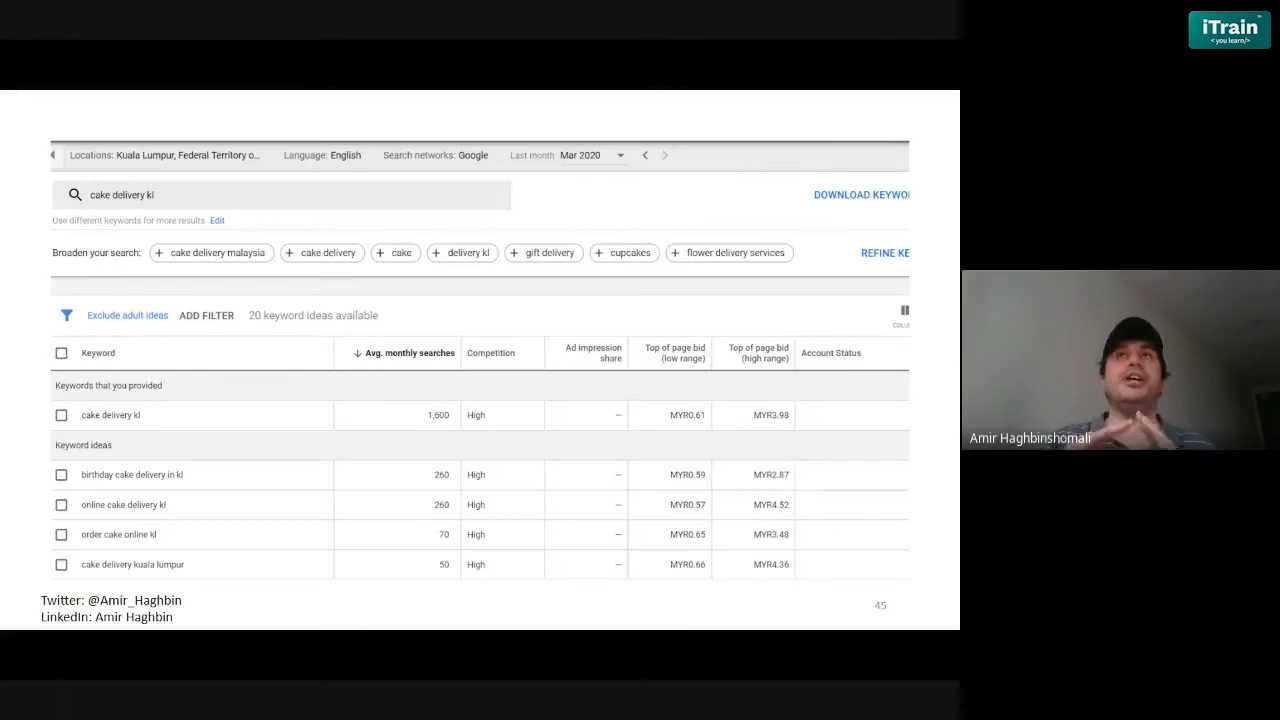 iTrain
< you learn/>
Locations: Kuala Lumpur, Federal Territory o... Language: English Search networks: Google Last month Mar 2020
cake delivery kl DOWNLOAD KEYWO
Use different keywords for more results Edit
Broaden your search: + cake delivery malaysia + cake delivery + cake + delivery kl + gift delivery + cupcakes + flower delivery services REFINE KE
Exclude adult ideas ADD FILTER 20 keyword ideas available
COLU
Keyword Avg. monthly searches Competition Ad impression share Top of page bid (low range) Top of page bid (high range) Account Status
Keywords that you provided
cake delivery kl 1,600 High – MYR0.61 MYR3.98
Keyword ideas
birthday cake delivery in kl 260 High – MYR0.59 MYR2.87
online cake delivery kl 260 High – MYR0.57 MYR4.52
order cake online kl 70 High – MYR0.65 MYR3.48
cake delivery kuala lumpur 50 High – MYR0.66 MYR4.36
Twitter: @Amir_Haghbin
LinkedIn: Amir Haghbin
45
Amir Haghbinshomali